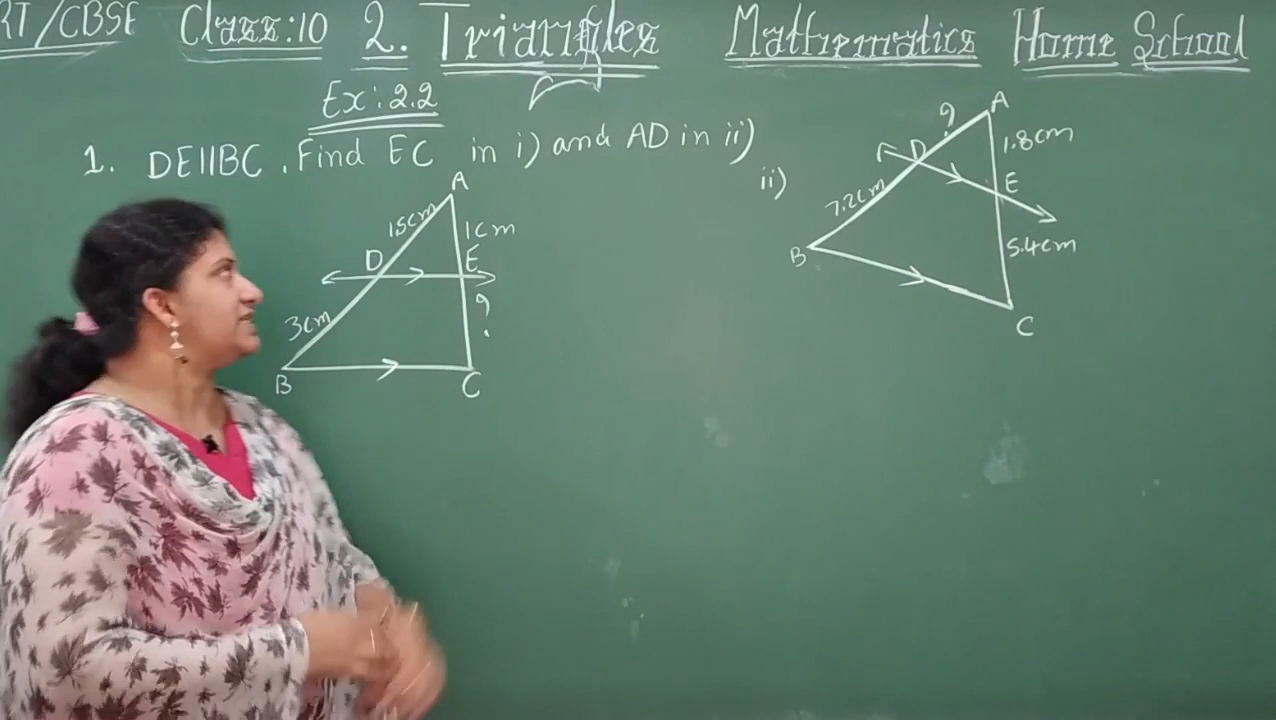 RT/CBSE Class:10 2. Triangles Mathematics Home School
Ex:2.2
1. DE||BC. Find EC in i) and AD in ii)
A
1.5cm
1cm
D
E
3cm
?
B
C
ii)
A
?
1.8cm
D
E
7.2cm
5.4cm
B
C